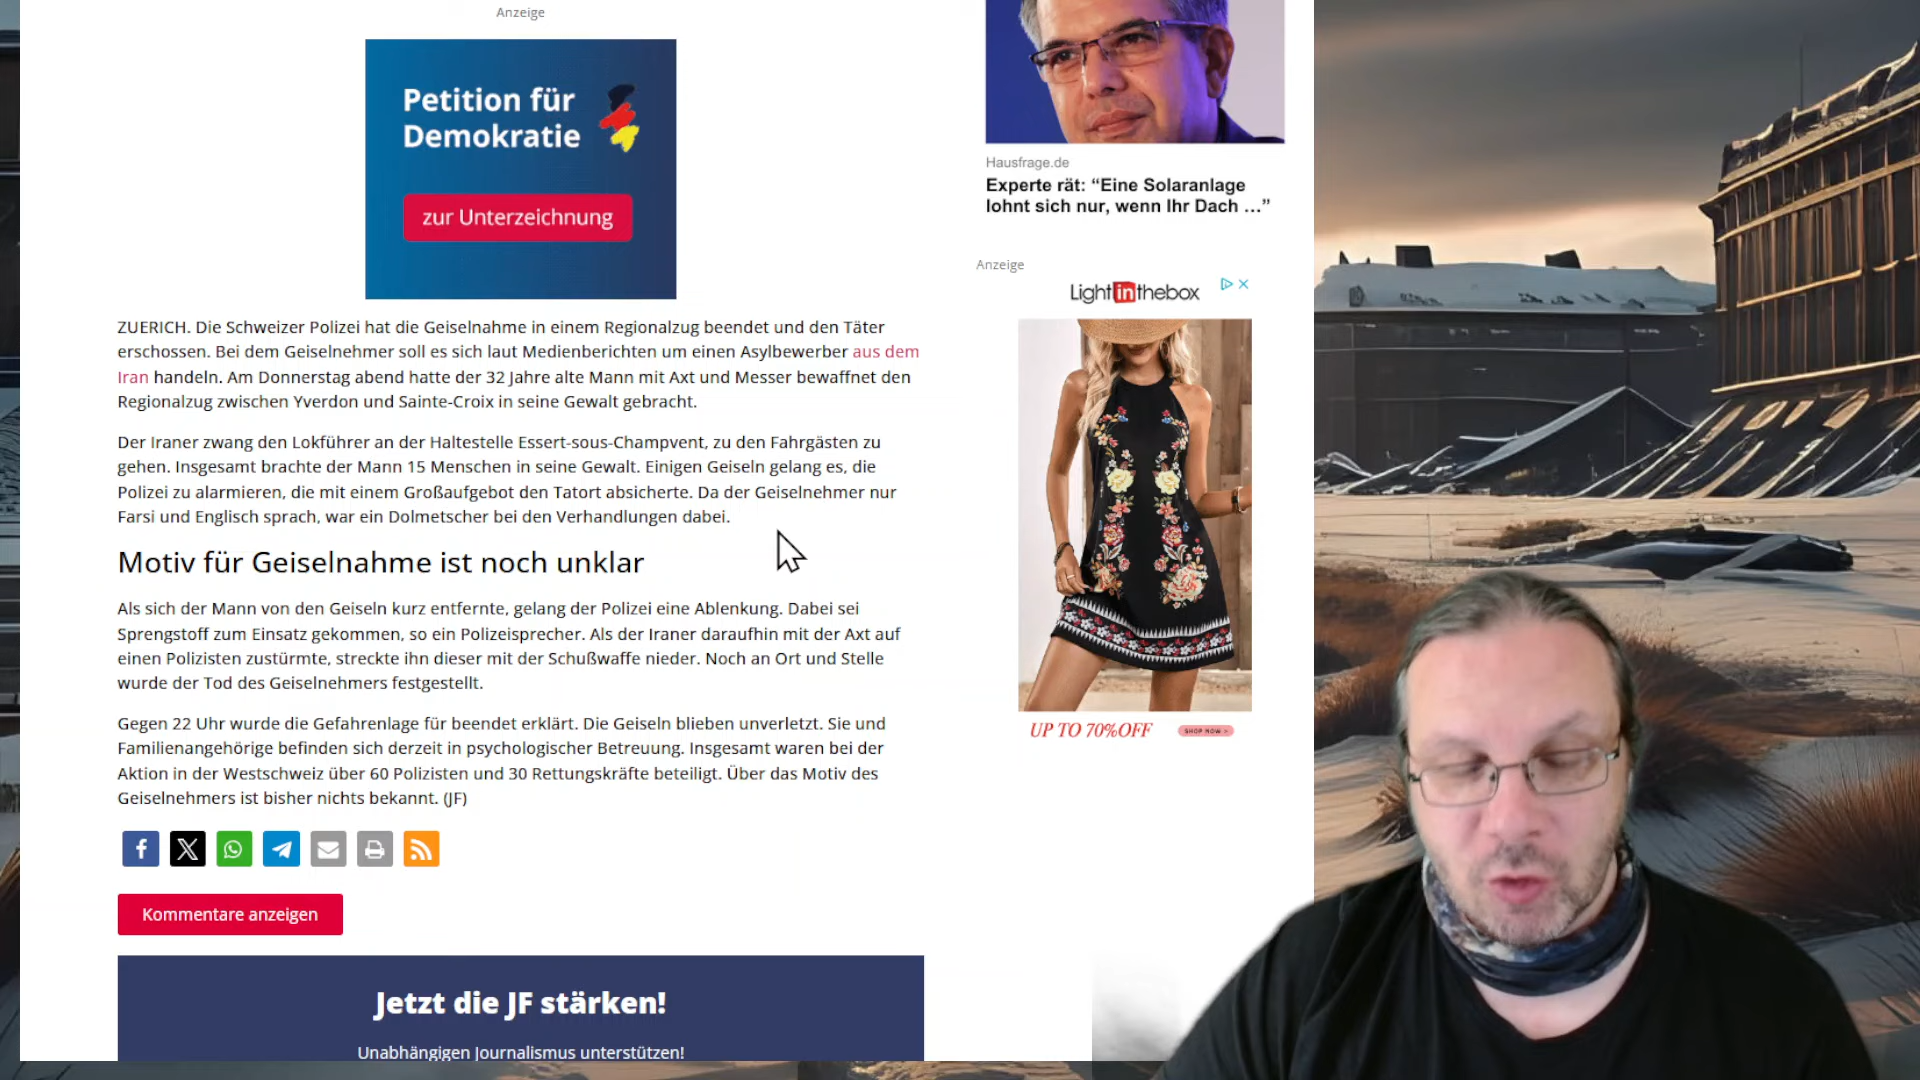 Anzeige
Petition für
Demokratie
zur Unterzeichnung
ZUERICH. Die Schweizer Polizei hat die Geiselnahme in einem Regionalzug beendet und den Täter
erschossen. Bei dem Geiselnehmer soll es sich laut Medienberichten um einen Asylbewerber aus dem
Iran handeln. Am Donnerstag abend hatte der 32 Jahre alte Mann mit Axt und Messer bewaffnet den
Regionalzug zwischen Yverdon und Sainte-Croix in seine Gewalt gebracht.
Der Iraner zwang den Lokführer an der Haltestelle Essert-sous-Champvent, zu den Fahrgästen zu
gehen. Insgesamt brachte der Mann 15 Menschen in seine Gewalt. Einigen Geiseln gelang es, die
Polizei zu alarmieren, die mit einem Großaufgebot den Tatort absicherte. Da der Geiselnehmer nur
Farsi und Englisch sprach, war ein Dolmetscher bei den Verhandlungen dabei.
Motiv für Geiselnahme ist noch unklar
Als sich der Mann von den Geiseln kurz entfernte, gelang der Polizei eine Ablenkung. Dabei sei
Sprengstoff zum Einsatz gekommen, so ein Polizeisprecher. Als der Iraner daraufhin mit der Axt auf
einen Polizisten zustürmte, streckte ihn dieser mit der Schußwaffe nieder. Noch an Ort und Stelle
wurde der Tod des Geiselnehmers festgestellt.
Gegen 22 Uhr wurde die Gefahrenlage für beendet erklärt. Die Geiseln blieben unverletzt. Sie und
Familienangehörige befinden sich derzeit in psychologischer Betreuung. Insgesamt waren bei der
Aktion in der Westschweiz über 60 Polizisten und 30 Rettungskräfte beteiligt. Über das Motiv des
Geiselnehmers ist bisher nichts bekannt. (JF)
Kommentare anzeigen
Jetzt die JF stärken!
Unabhängigen Journalismus unterstützen!
Hausfrage.de
Experte rät: “Eine Solaranlage
lohnt sich nur, wenn Ihr Dach …”
Anzeige
Lightinthebox
UP TO 70%OFF
SHOP NOW >